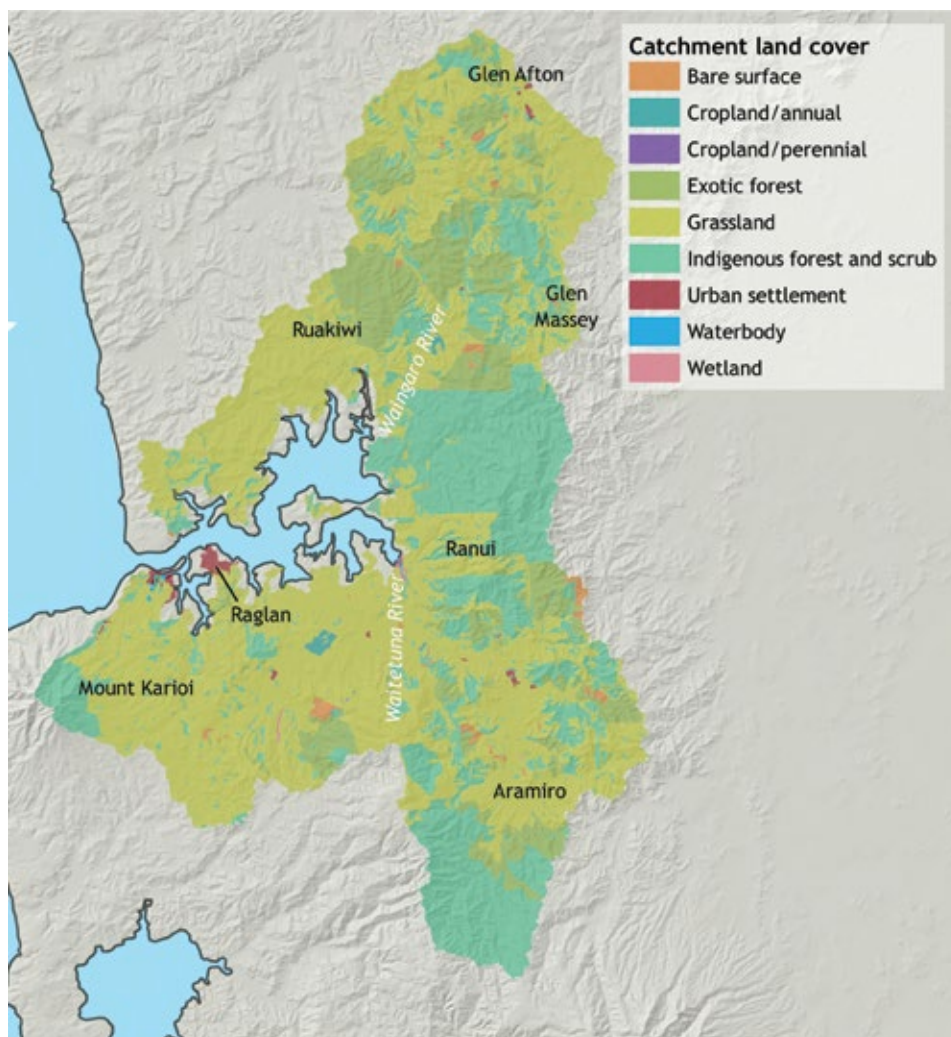 Catchment land cover
Bare surface
Cropland/annual
Cropland/perennial
Exotic forest
Grassland
Indigenous forest and scrub
Urban settlement
Waterbody
Wetland
Glen Afton
Glen
Massey
Ruakiwi
Waingaro River
Ranui
Raglan
Waitetuna River
Mount Karioi
Aramiro